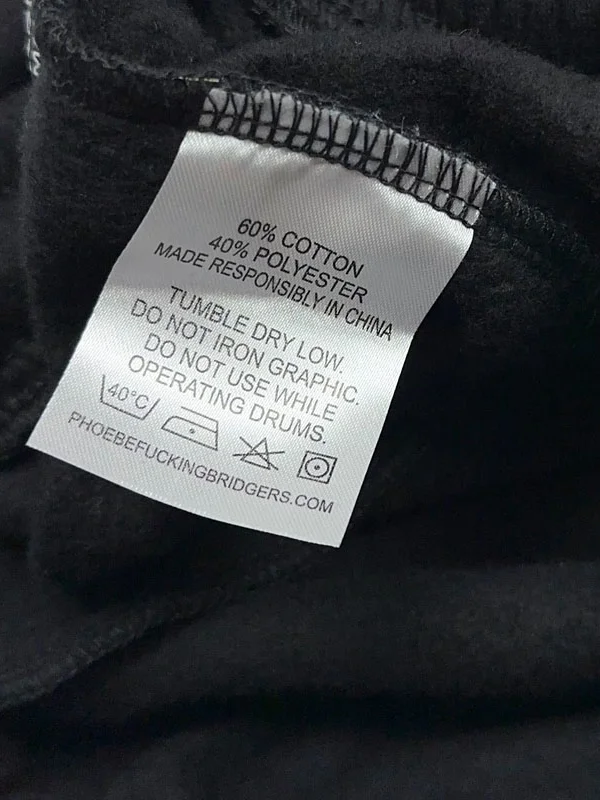 60% COTTON
40% POLYESTER
MADE RESPONSIBLY IN CHINA
TUMBLE DRY LOW.
DO NOT IRON GRAPHIC.
DO NOT USE WHILE
OPERATING DRUMS.
40°C
PHOEBEFUCKINGBRIDGERS.COM